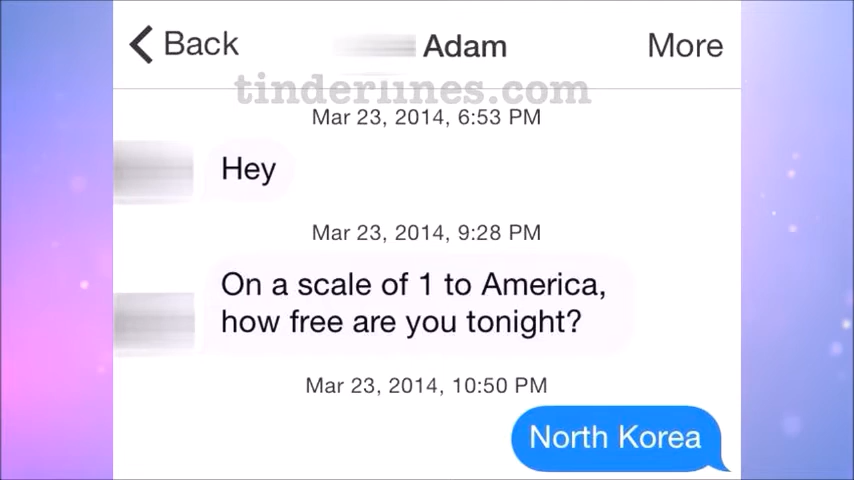 Back Adam More
tinderlines.com
Mar 23, 2014, 6:53 PM
Hey
Mar 23, 2014, 9:28 PM
On a scale of 1 to America,
how free are you tonight?
Mar 23, 2014, 10:50 PM
North Korea